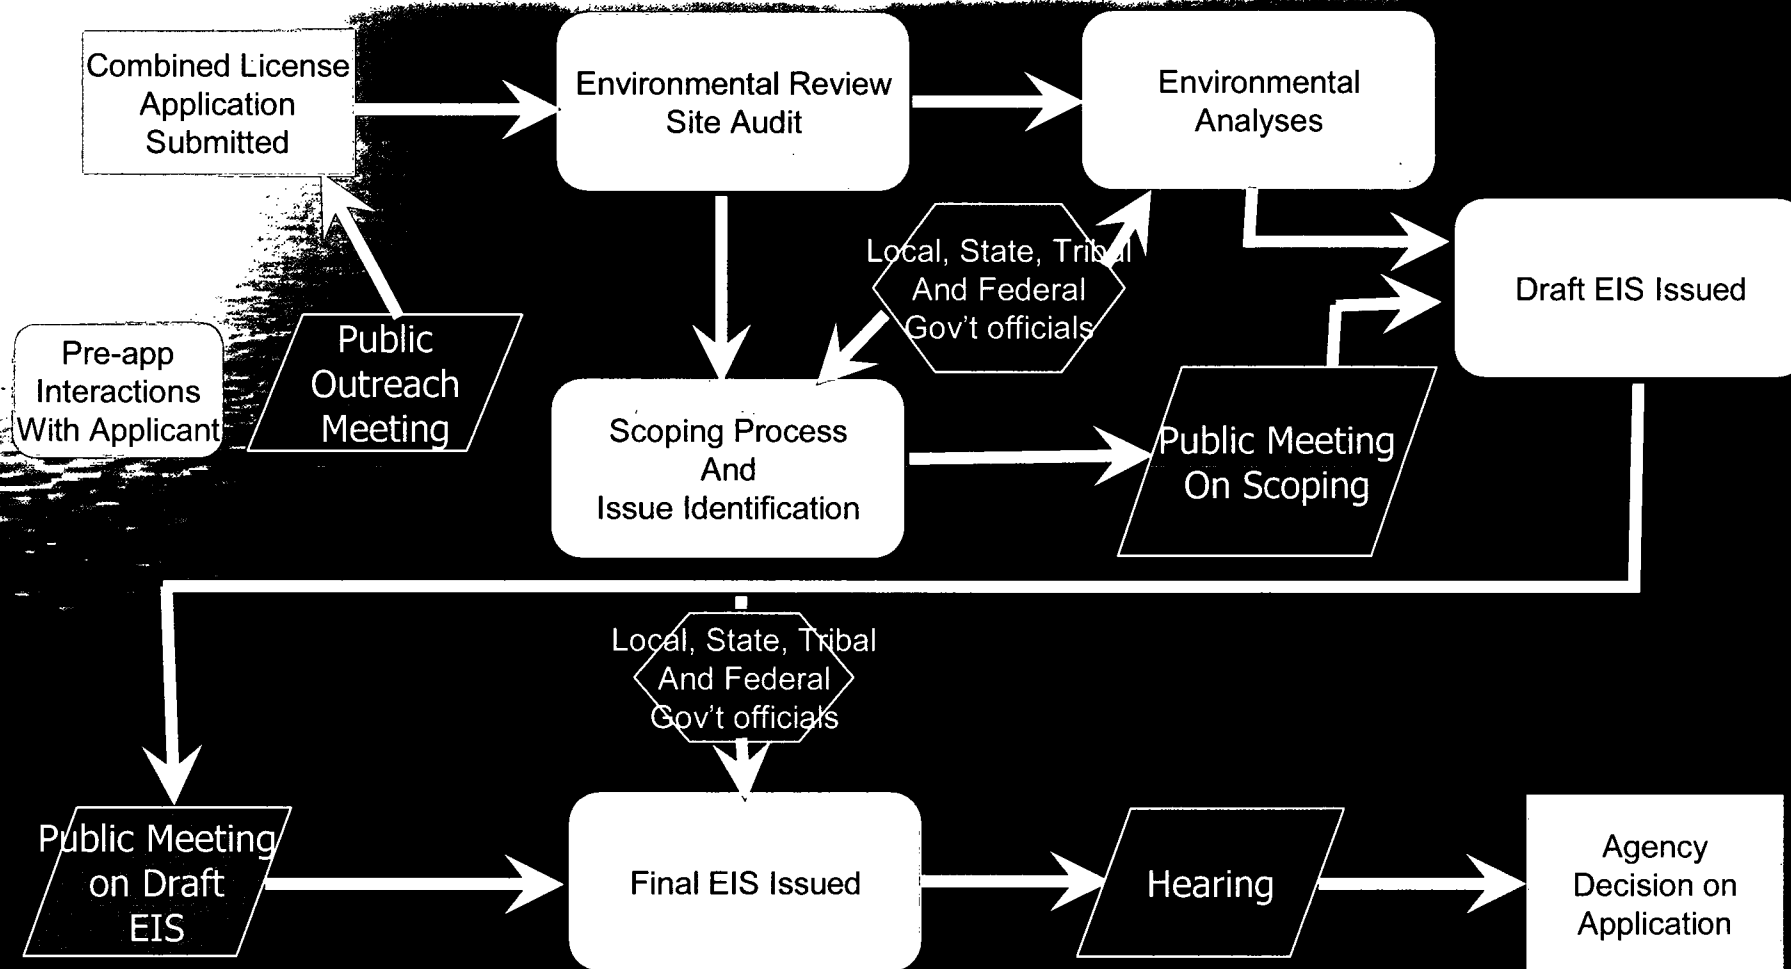 Combined License
Application
Submitted
Environmental Review
Site Audit
Environmental
Analyses
Local, State, Tribal
And Federal
Gov't officials
Draft EIS Issued
Pre-app
Interactions
With Applicant
Public
Outreach
Meeting
Scoping Process
And
Issue Identification
Public Meeting
On Scoping
Local, State, Tribal
And Federal
Gov't officials
Public Meeting
on Draft
EIS
Final EIS Issued
Hearing
Agency
Decision on
Application